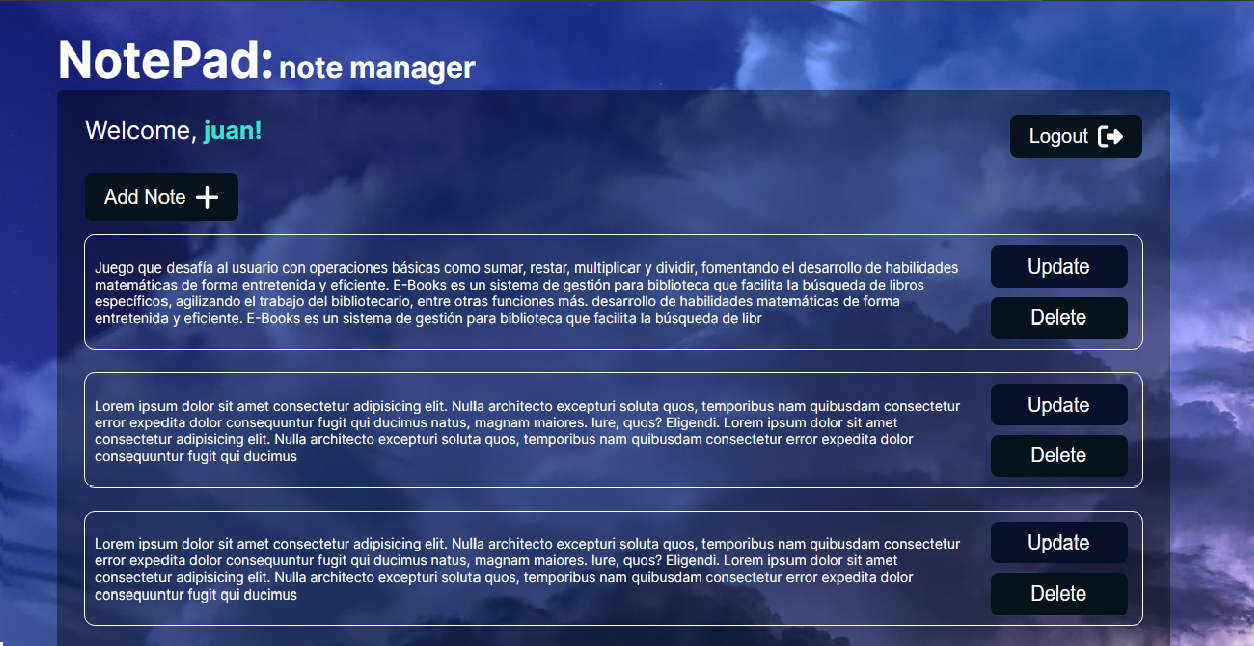 NotePad: note manager
Welcome, juan!
Logout
Add Note
Juego que desafía al usuario con operaciones básicas como sumar, restar, multiplicar y dividir, fomentando el desarrollo de habilidades
matemáticas de forma entretenida y eficiente. E-Books es un sistema de gestión para biblioteca que facilita la búsqueda de libros
específicos, agilizando el trabajo del bibliotecario, entre otras funciones más. desarrollo de habilidades matemáticas de forma
entretenida y eficiente. E-Books es un sistema de gestión para biblioteca que facilita la búsqueda de libr
Update
Delete
Lorem ipsum dolor sit amet consectetur adipisicing elit. Nulla architecto excepturi soluta quos, temporibus nam quibusdam consectetur
error expedita dolor consequuntur fugit qui ducimus natus, magnam maiores. Iure, quos? Eligendi. Lorem ipsum dolor sit amet
consectetur adipisicing elit. Nulla architecto excepturi soluta quos, temporibus nam quibusdam consectetur error expedita dolor
consequuntur fugit qui ducimus
Update
Delete
Lorem ipsum dolor sit amet consectetur adipisicing elit. Nulla architecto excepturi soluta quos, temporibus nam quibusdam consectetur
error expedita dolor consequuntur fugit qui ducimus natus, magnam maiores. Iure, quos? Eligendi. Lorem ipsum dolor sit amet
consectetur adipisicing elit. Nulla architecto excepturi soluta quos, temporibus nam quibusdam consectetur error expedita dolor
consequuntur fugit qui ducimus
Update
Delete